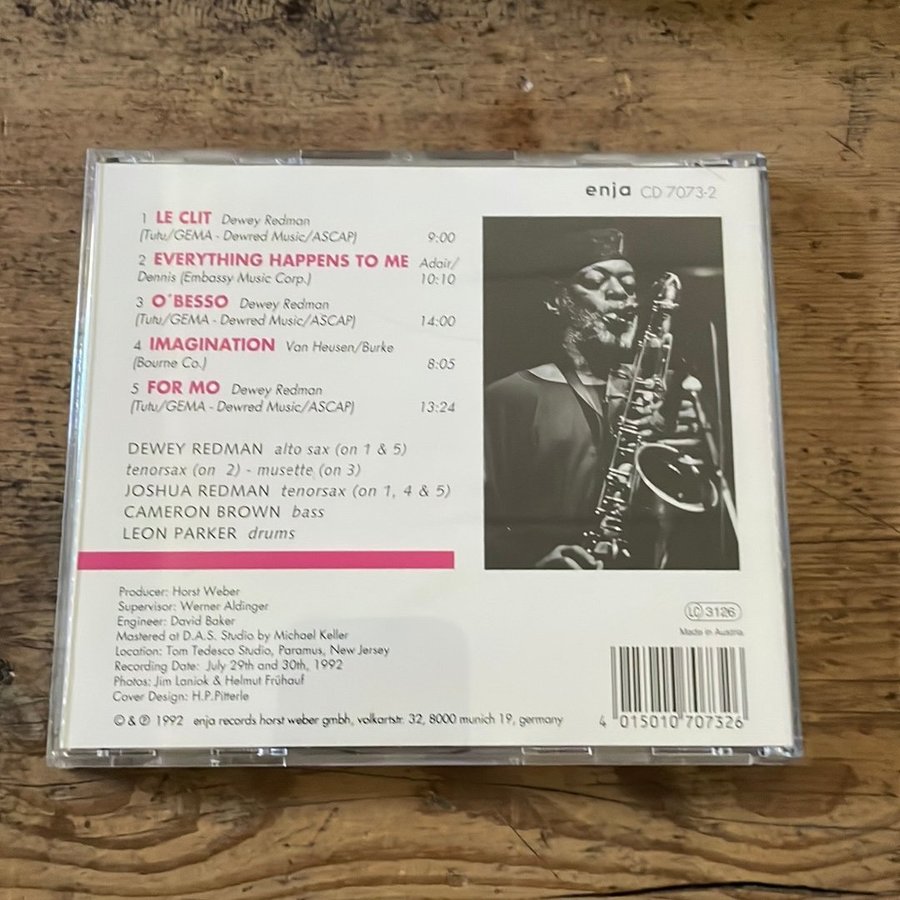 enja CD 7073-2
1 LE CLIT Dewey Redman
(Tutu/GEMA - Dewred Music/ASCAP) 9:00
2 EVERYTHING HAPPENS TO ME Adair/
Dennis (Embassy Music Corp.) 10:10
3 O'BESSO Dewey Redman
(Tutu/GEMA - Dewred Music/ASCAP) 14:00
4 IMAGINATION Van Heusen/Burke
(Bourne Co.) 8:05
5 FOR MO Dewey Redman
(Tutu/GEMA - Dewred Music/ASCAP) 13:24
DEWEY REDMAN alto sax (on 1 & 5)
tenorsax (on 2) - musette (on 3)
JOSHUA REDMAN tenorsax (on 1, 4 & 5)
CAMERON BROWN bass
LEON PARKER drums
Producer: Horst Weber
Supervisor: Werner Aldinger
Engineer: David Baker
Mastered at D.A.S. Studio by Michael Keller
Location: Tom Tedesco Studio, Paramus, New Jersey
Recording Date: July 29th and 30th, 1992
Photos: Jim Laniok & Helmut Frühauf
Cover Design: H.P.Pitterle
© & ℗ 1992 enja records horst weber gmbh, volkartstr. 32, 8000 munich 19, germany
LC 3126
Made in Austria.
4 015010 707326